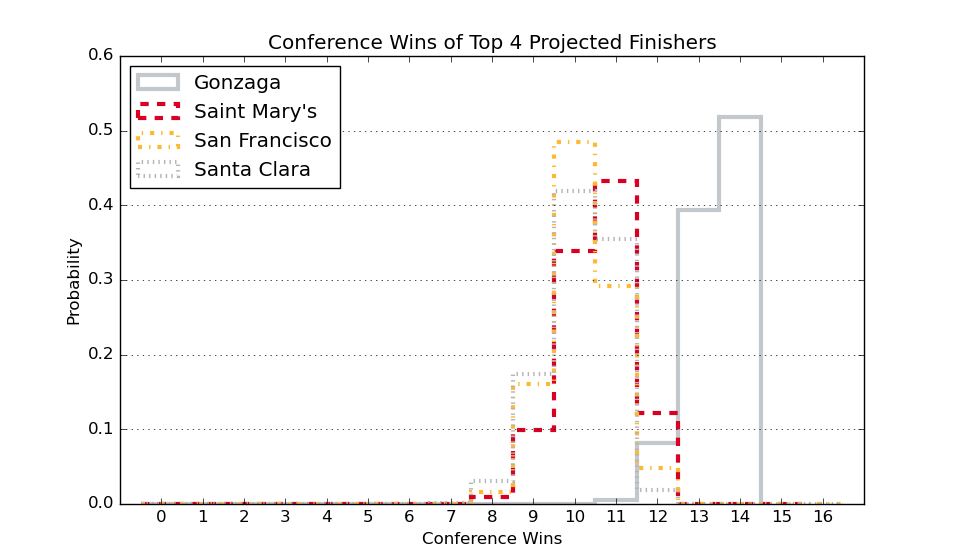 Conference Wins of Top 4 Projected Finishers
0.6
0.5
0.4
0.3
0.2
0.1
0.0
Probability
Gonzaga
Saint Mary's
San Francisco
Santa Clara
0 1 2 3 4 5 6 7 8 9 10 11 12 13 14 15 16
Conference Wins